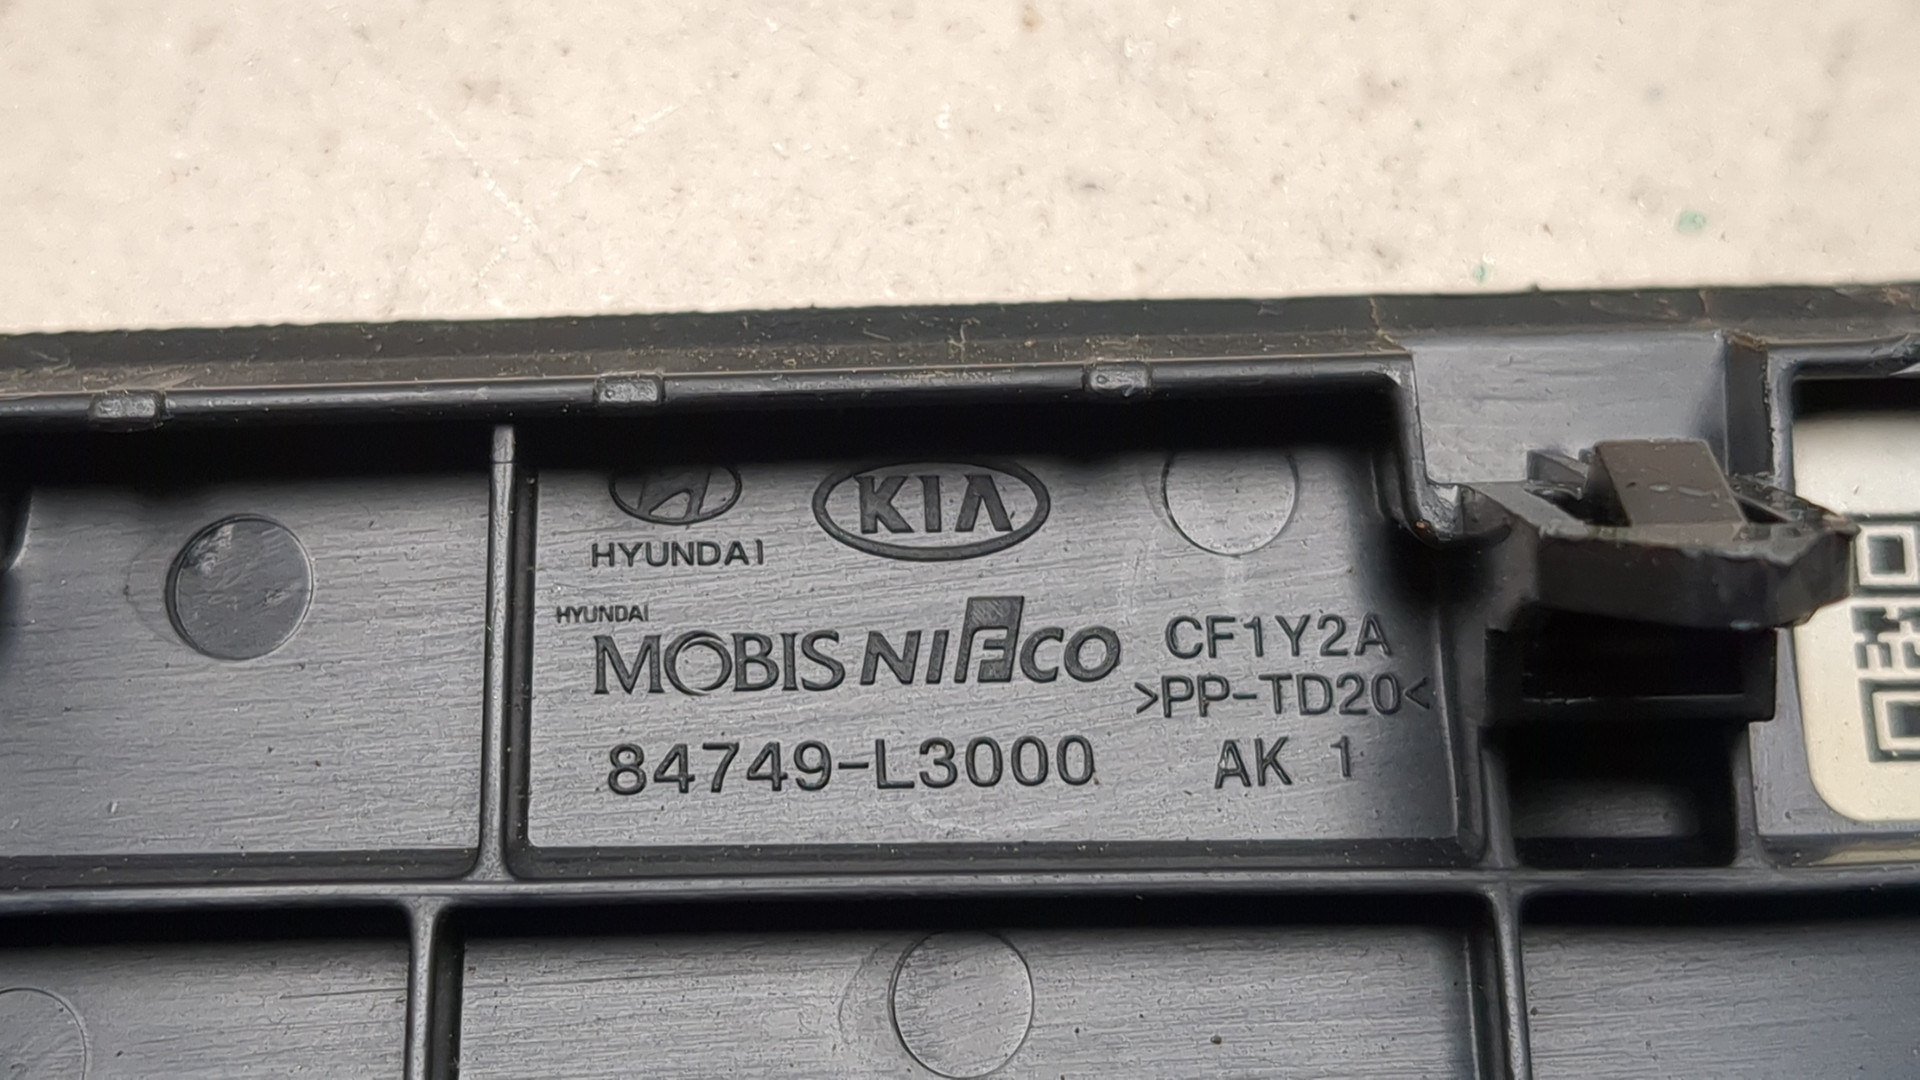 HYUNDAI KIA
HYUNDAI
MOBIS NIFCO CF1Y2A
>PP-TD20<
84749-L3000 AK 1